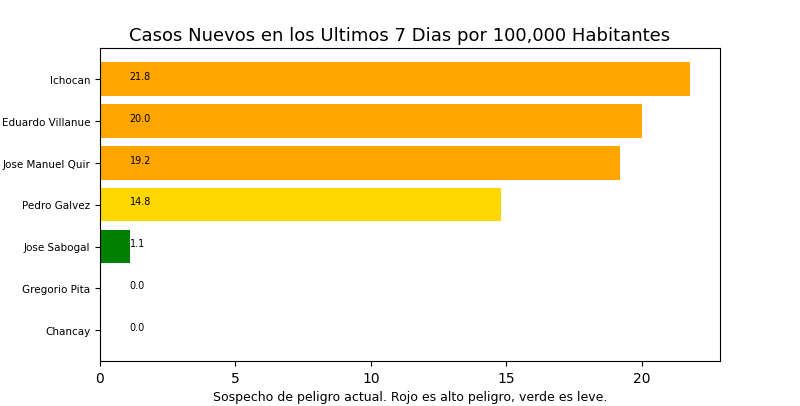 Casos Nuevos en los Ultimos 7 Dias por 100,000 Habitantes
Ichocan 21.8
Eduardo Villanue 20.0
Jose Manuel Quir 19.2
Pedro Galvez 14.8
Jose Sabogal 1.1
Gregorio Pita 0.0
Chancay 0.0
0 5 10 15 20
Sospecho de peligro actual. Rojo es alto peligro, verde es leve.